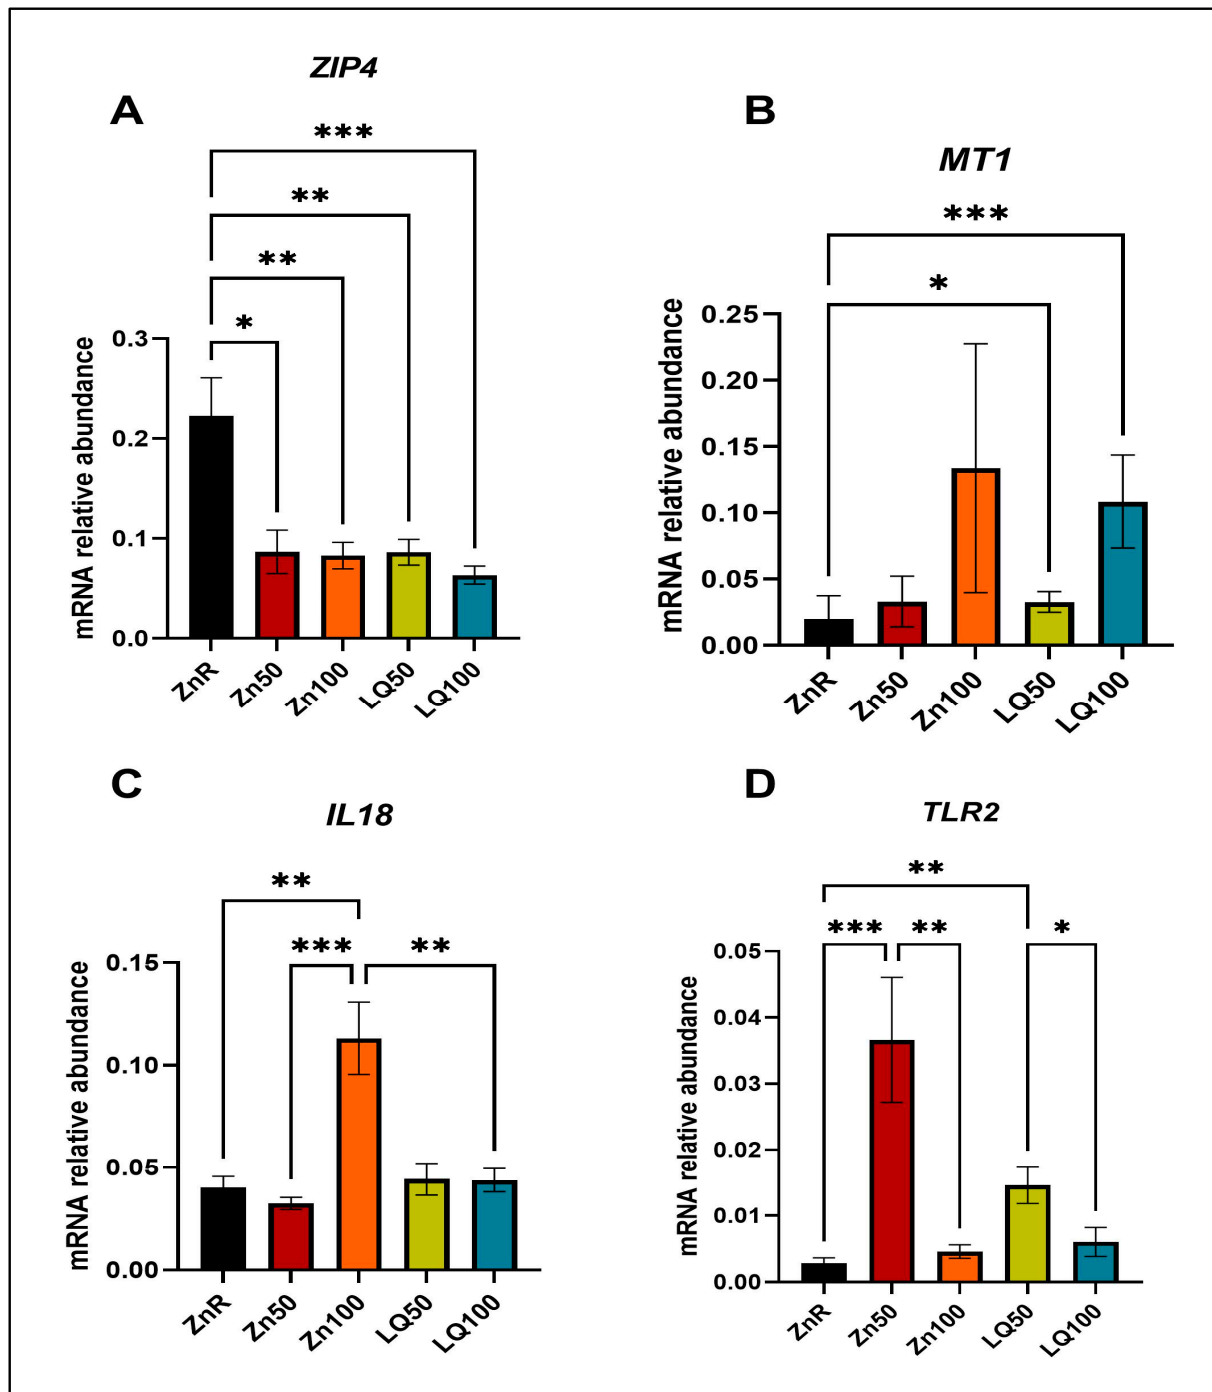 A
ZIP4
***
**
**
*
mRNA relative abundance
0.3
0.2
0.1
0.0
ZnR
Zn50
Zn100
LQ50
LQ100
B
MT1
***
*
mRNA relative abundance
0.25
0.20
0.15
0.10
0.05
0.00
ZnR
Zn50
Zn100
LQ50
LQ100
C
IL18
**
*** **
mRNA relative abundance
0.15
0.10
0.05
0.00
ZnR
Zn50
Zn100
LQ50
LQ100
D
TLR2
**
*** ** *
mRNA relative abundance
0.05
0.04
0.03
0.02
0.01
0.00
ZnR
Zn50
Zn100
LQ50
LQ100